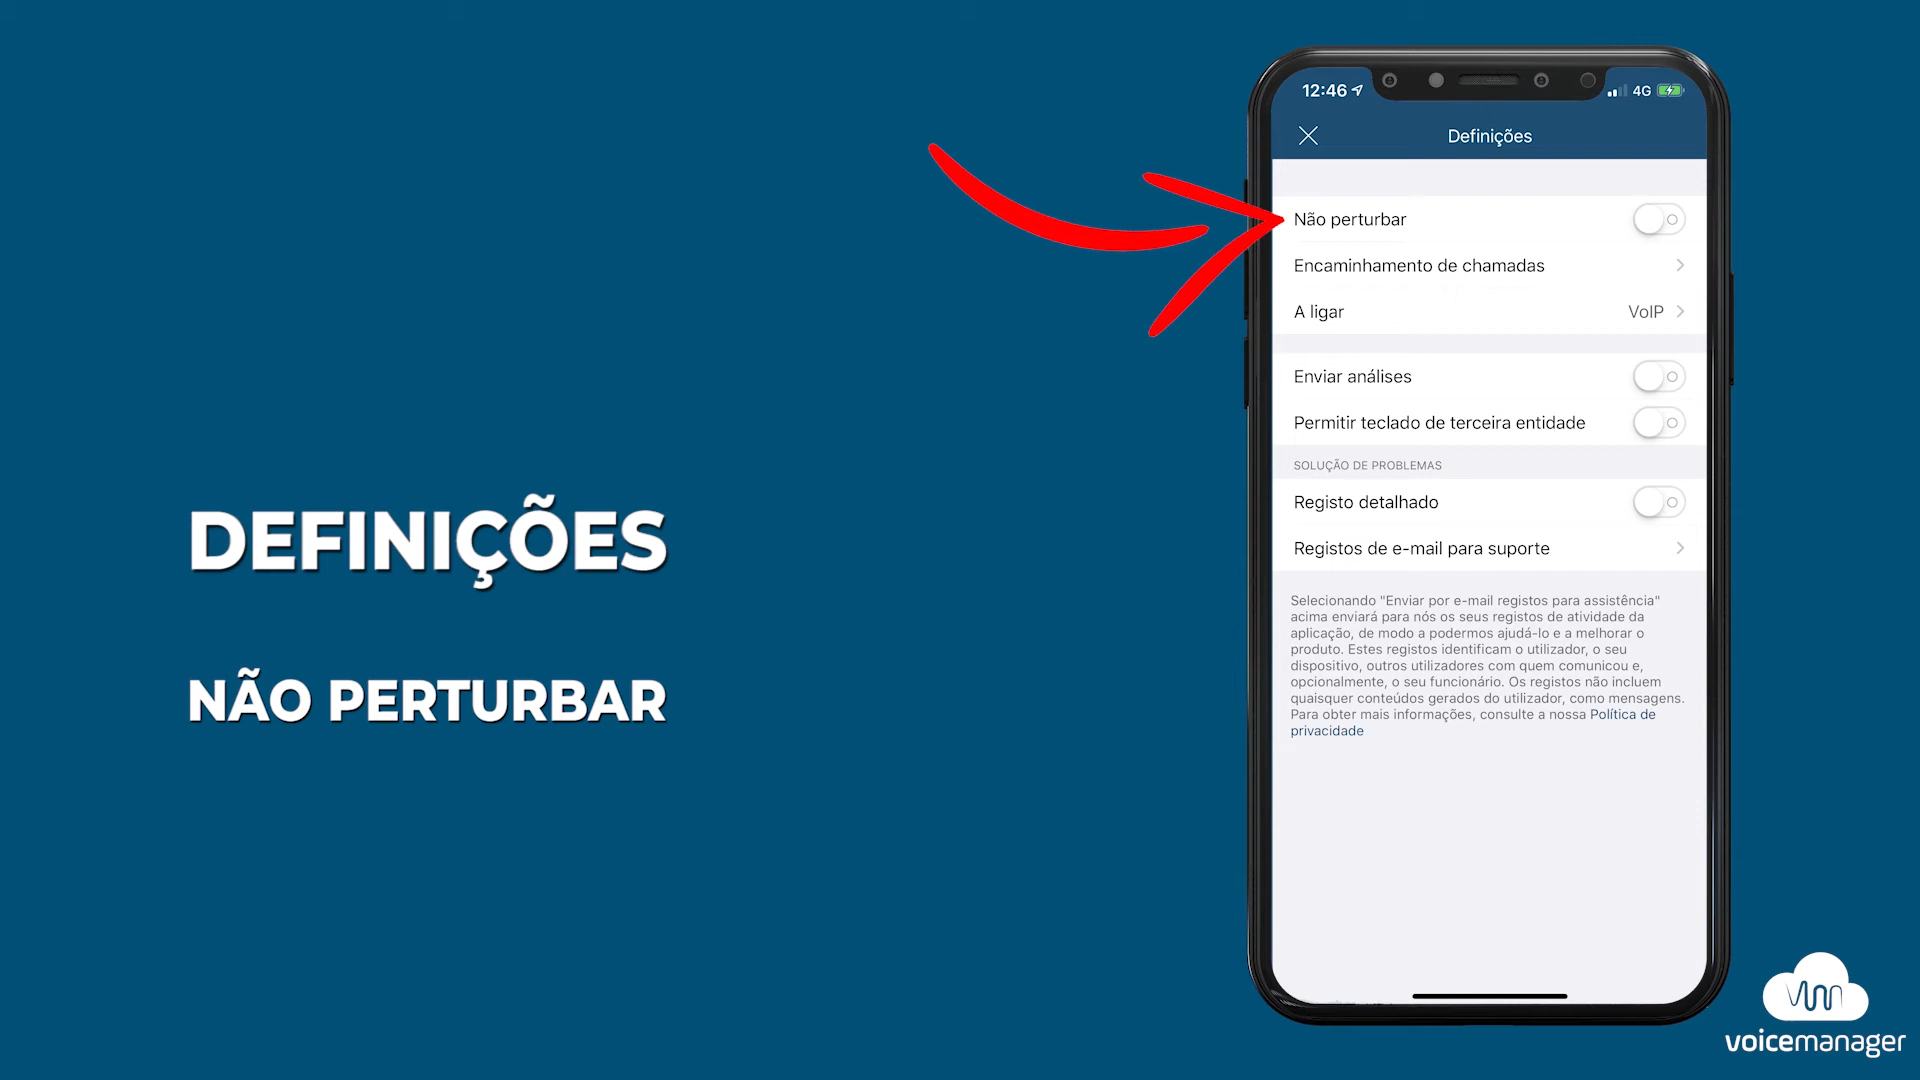 DEFINIÇÕES
NÃO PERTURBAR
12:46
4G
Definições
Não perturbar
Encaminhamento de chamadas
A ligar VoIP
Enviar análises
Permitir teclado de terceira entidade
SOLUÇÃO DE PROBLEMAS
Registo detalhado
Registos de e-mail para suporte
Selecionando "Enviar por e-mail registos para assistência"
acima enviará para nós os seus registos de atividade da
aplicação, de modo a podermos ajudá-lo e a melhorar o
produto. Estes registos identificam o utilizador, o seu
dispositivo, outros utilizadores com quem comunicou e,
opcionalmente, o seu funcionário. Os registos não incluem
quaisquer conteúdos gerados do utilizador, como mensagens.
Para obter mais informações, consulte a nossa Política de
privacidade
voicemanager